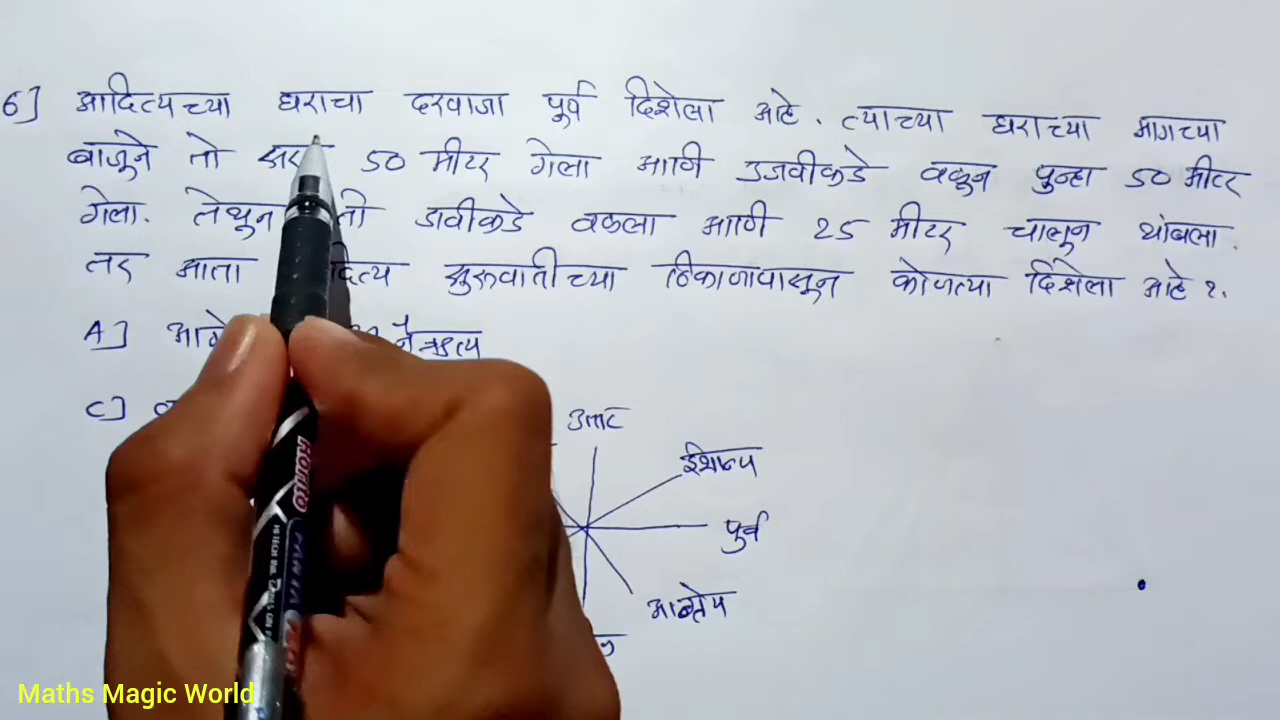 6] आदित्यच्या घराचा दरवाजा पूर्व दिशेला आहे. त्याच्या घराच्या मागच्या
बाजूने तो 50 मीटर गेला आणि उजवीकडे वळून पुन्हा 50 मीटर
गेला. तेथून तो डावीकडे वळला आणि 25 मीटर चालून थांबला.
तर आता सुरुवातीच्या ठिकाणापासून कोणत्या दिशेला आहे?.
A] नैऋत्य
C]
उत्तर
ईशान्य
पुर्व
आग्नेय
Maths Magic World